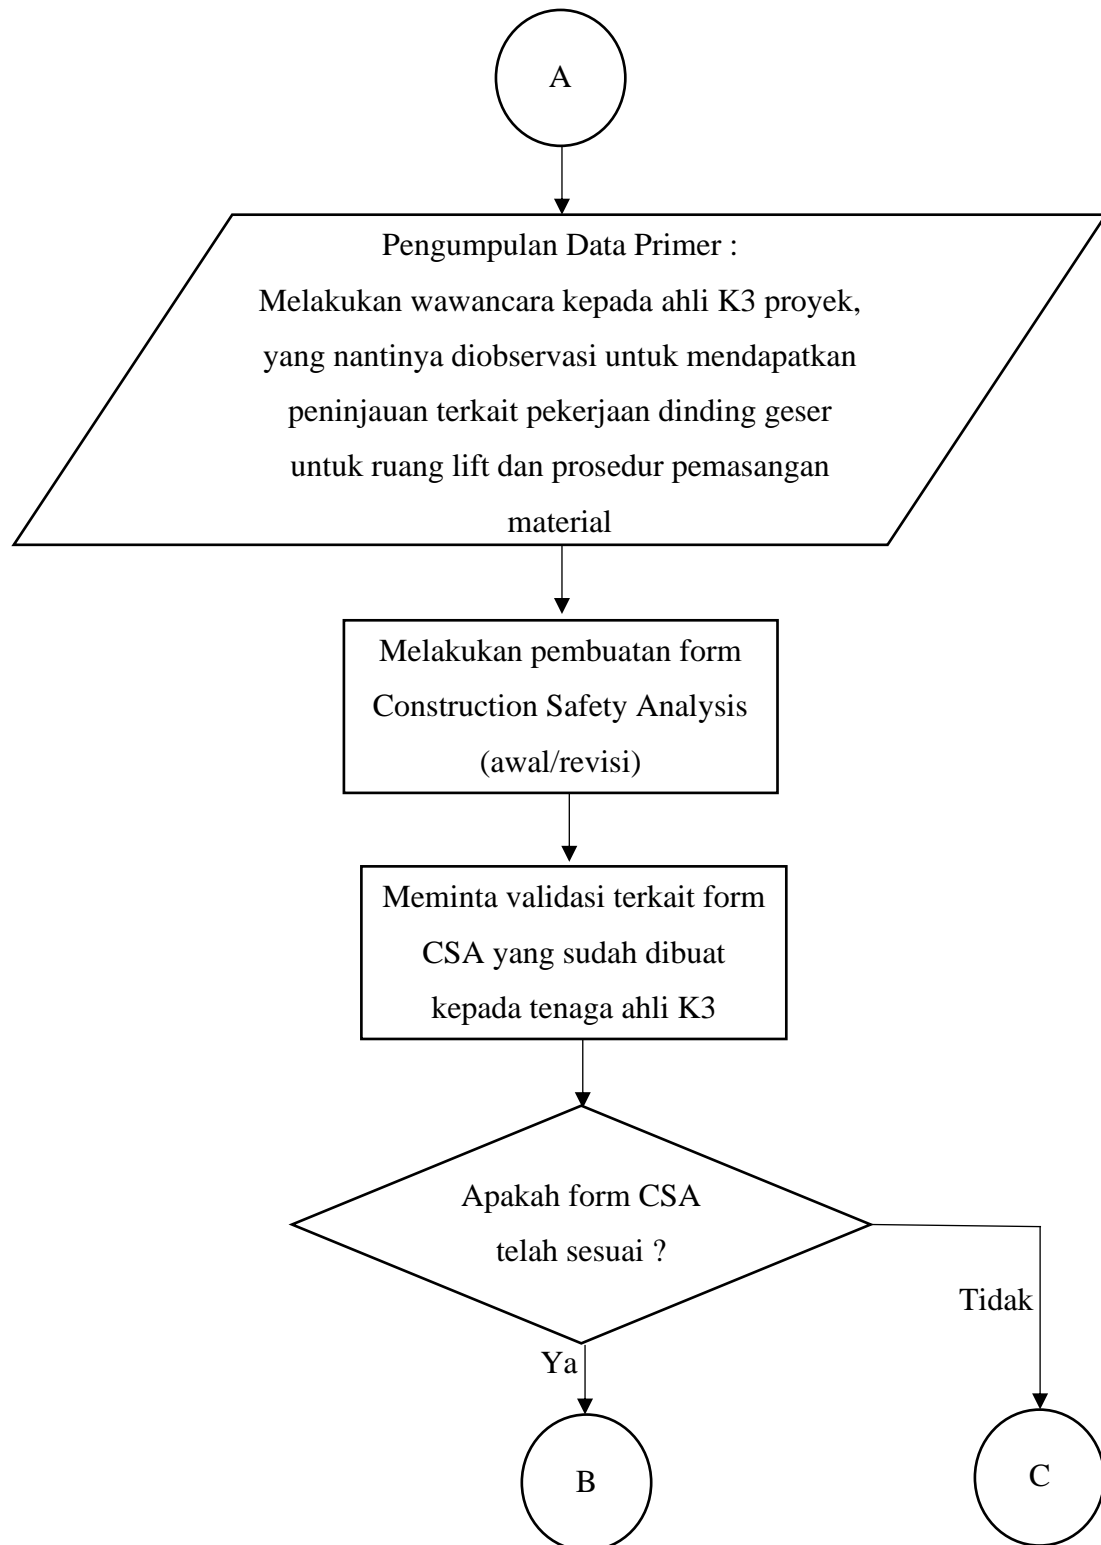 A
Pengumpulan Data Primer :
Melakukan wawancara kepada ahli K3 proyek,
yang nantinya diobservasi untuk mendapatkan
peninjauan terkait pekerjaan dinding geser
untuk ruang lift dan prosedur pemasangan
material
Melakukan pembuatan form
Construction Safety Analysis
(awal/revisi)
Meminta validasi terkait form
CSA yang sudah dibuat
kepada tenaga ahli K3
Apakah form CSA
telah sesuai ?
Tidak
Ya
B
C